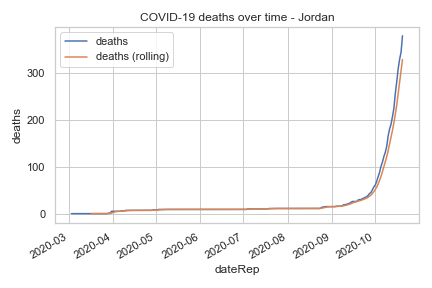 COVID-19 deaths over time - Jordan
deaths
deaths (rolling)
300
200
100
0
deaths
2020-03
2020-04
2020-05
2020-06
2020-07
2020-08
2020-09
2020-10
dateRep